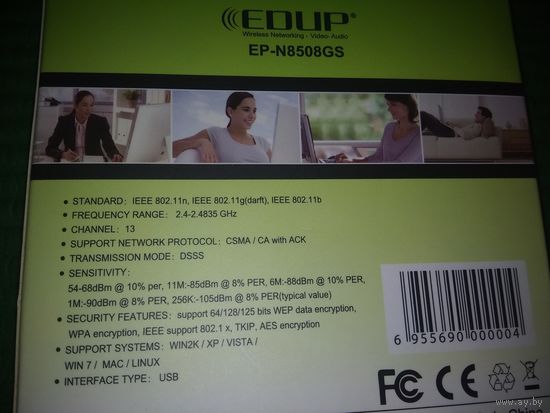 EDUP
Wireless Networking - Video- Audio
EP-N8508GS
• STANDARD: IEEE 802.11n, IEEE 802.11g(darft), IEEE 802.11b
• FREQUENCY RANGE: 2.4-2.4835 GHz
• CHANNEL: 13
• SUPPORT NETWORK PROTOCOL: CSMA / CA with ACK
• TRANSMISSION MODE: DSSS
• SENSITIVITY:
54-68dBm @ 10% per, 11M:-85dBm @ 8% PER, 6M:-88dBm @ 10% PER,
1M:-90dBm @ 8% PER, 256K:-105dBm @ 8% PER(typical value)
• SECURITY FEATURES: support 64/128/125 bits WEP data encryption,
WPA encryption, IEEE support 802.1 x, TKIP, AES encryption
• SUPPORT SYSTEMS: WIN2K / XP / VISTA /
WIN 7 / MAC / LINUX
• INTERFACE TYPE: USB
6 955690 000004
FC CE
www.ay.by